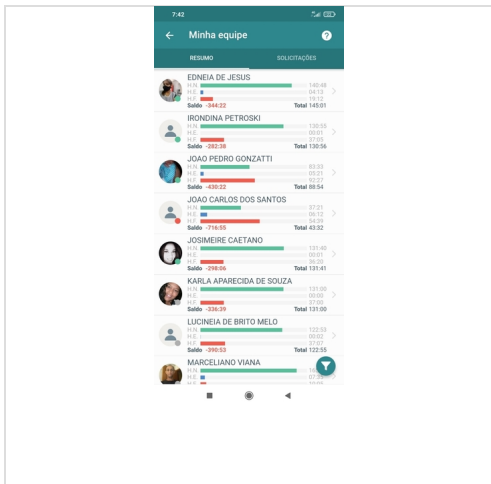 7:42
Minha equipe
RESUMO SOLICITAÇÕES
EDNEIA DE JESUS
H.N. 140:48
H.E. 04:13
H.F. 19:12
Saldo -344:22 Total 145:01
IRONDINA PETROSKI
H.N. 130:55
H.E. 00:01
H.F. 37:05
Saldo -282:38 Total 130:56
JOAO PEDRO GONZATTI
H.N. 83:33
H.E. 05:21
H.F. 92:27
Saldo -430:22 Total 88:54
JOAO CARLOS DOS SANTOS
H.N. 37:21
H.E. 06:12
H.F. 54:39
Saldo -716:55 Total 43:32
JOSIMEIRE CAETANO
H.N. 131:40
H.E. 00:01
H.F. 36:20
Saldo -298:06 Total 131:41
KARLA APARECIDA DE SOUZA
H.N. 131:00
H.E. 00:00
H.F. 37:00
Saldo -336:39 Total 131:00
LUCINEIA DE BRITO MELO
H.N. 122:53
H.E. 00:02
H.F. 37:07
Saldo -390:53 Total 122:55
MARCELIANO VIANA
H.N.
H.E.
H.F.